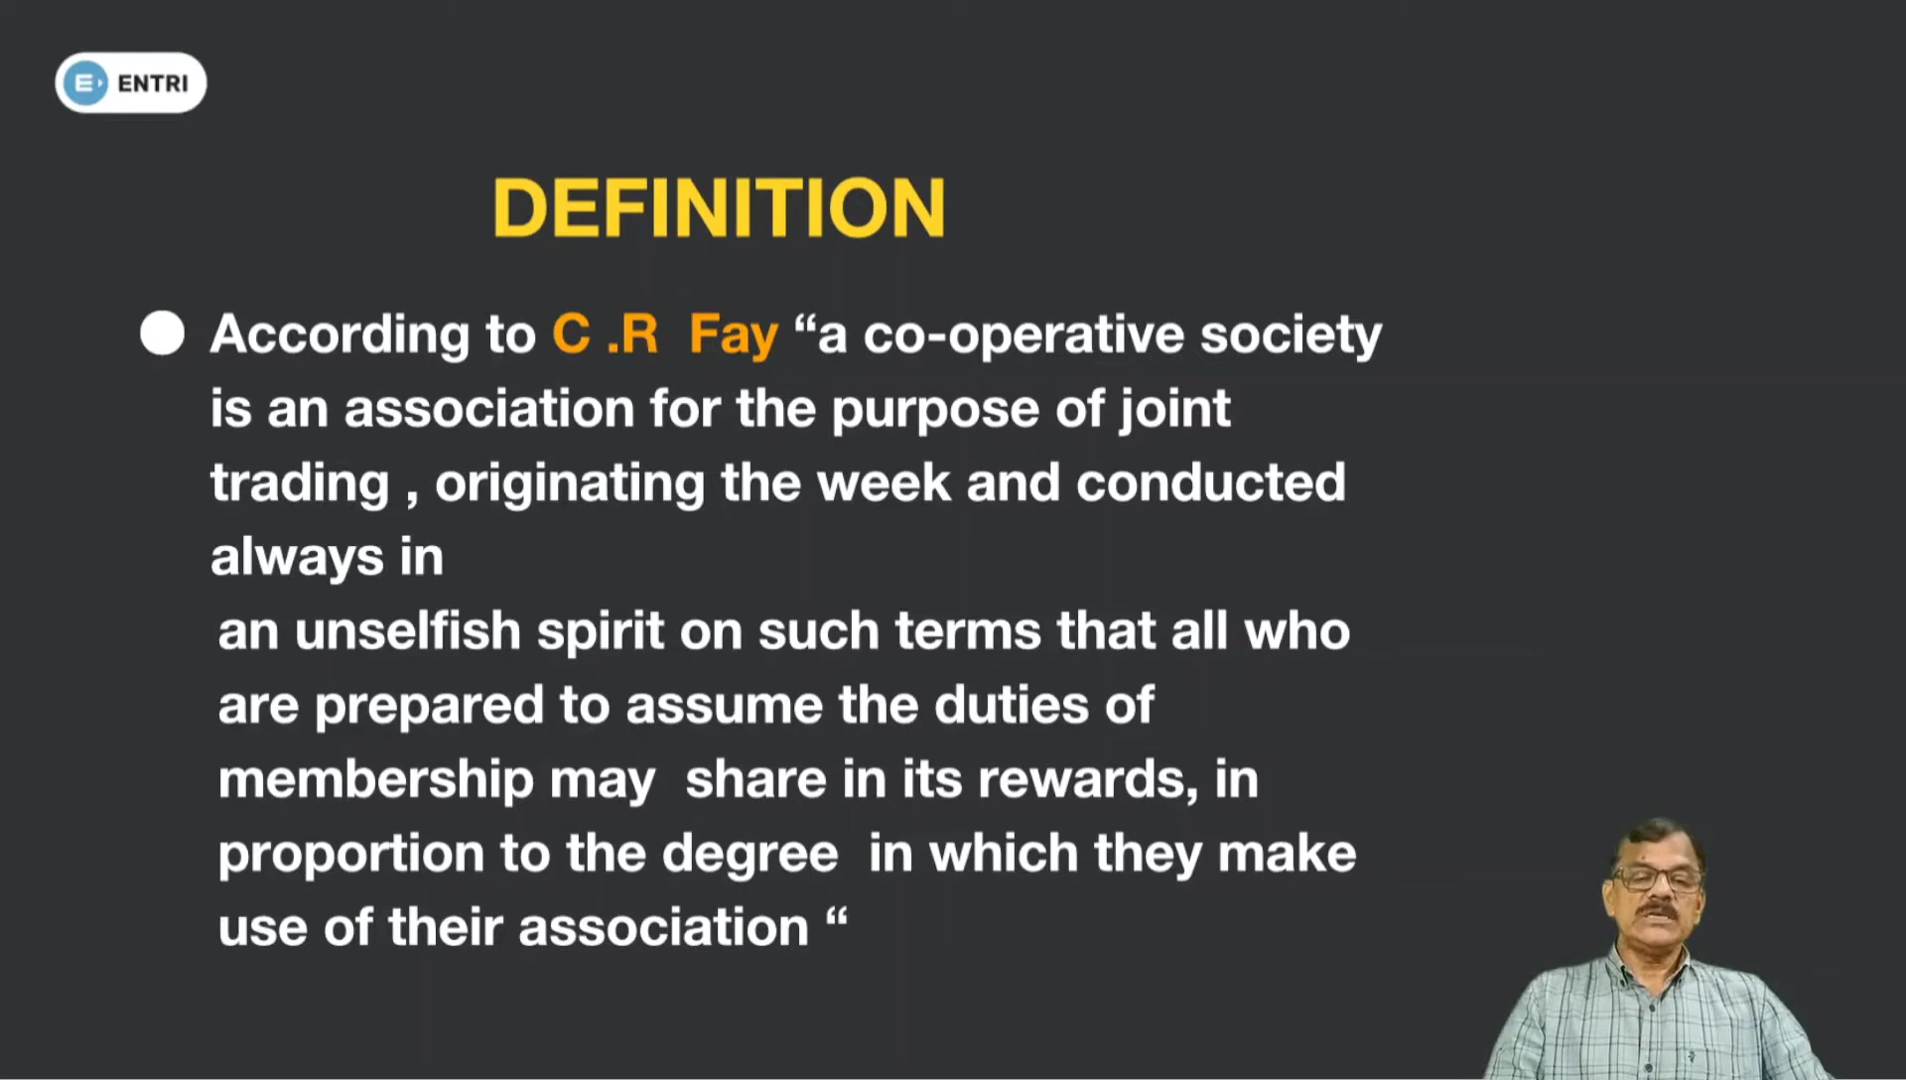 E ENTRI
DEFINITION
According to C .R Fay “a co-operative society
is an association for the purpose of joint
trading , originating the week and conducted
always in
an unselfish spirit on such terms that all who
are prepared to assume the duties of
membership may share in its rewards, in
proportion to the degree in which they make
use of their association “